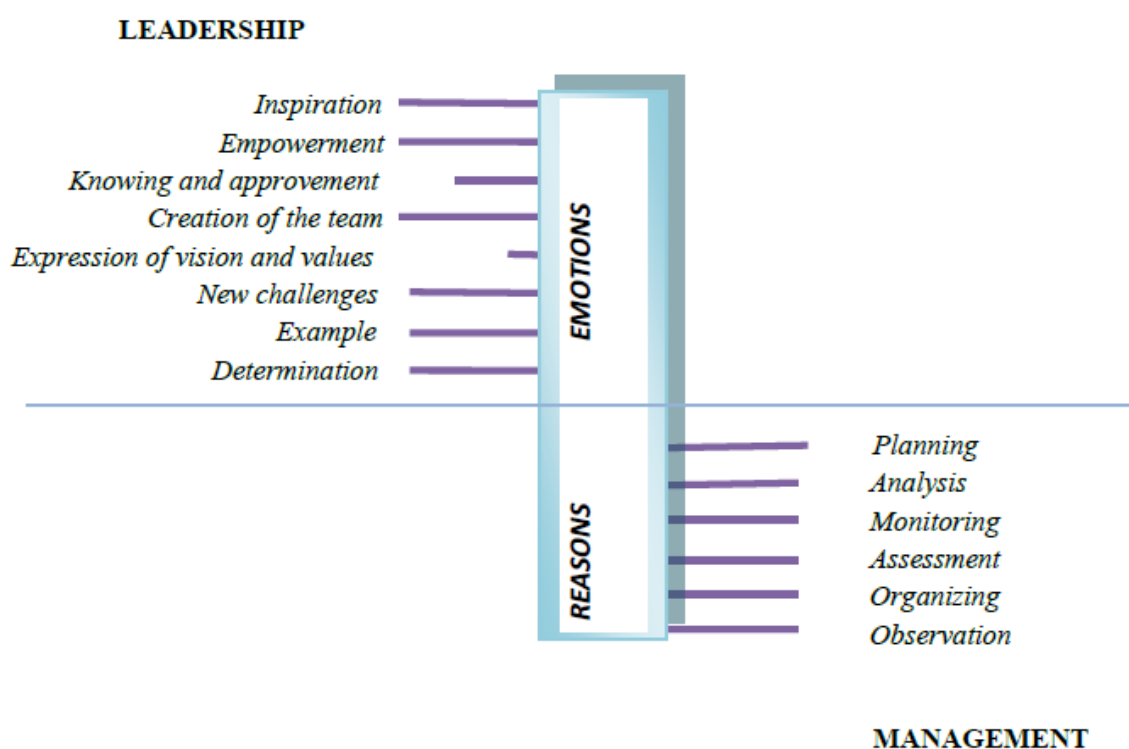 LEADERSHIP
Inspiration
Empowerment
Knowing and approvement
Creation of the team
Expression of vision and values
New challenges
Example
Determination
EMOTIONS
REASONS
Planning
Analysis
Monitoring
Assessment
Organizing
Observation
MANAGEMENT